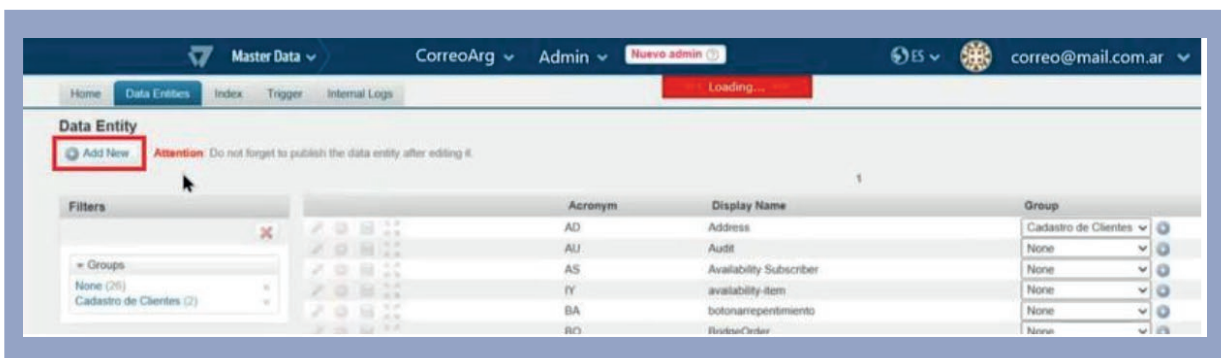 Master Data CorreoArg Admin Nuevo admin ? ES correo@mail.com.ar
Home Data Entities Index Trigger Internal Logs Loading...
Data Entity
Add New Attention: Do not forget to publish the data entity after editing it.
1
Filters Acronym Display Name Group
AD Address Cadastro de Clientes
AU Audit None
Groups AS Availability Subscriber None
None (26) IY availability-item None
Cadastro de Clientes (2) BA botonarrepentimiento None
BO BridgeOrder None